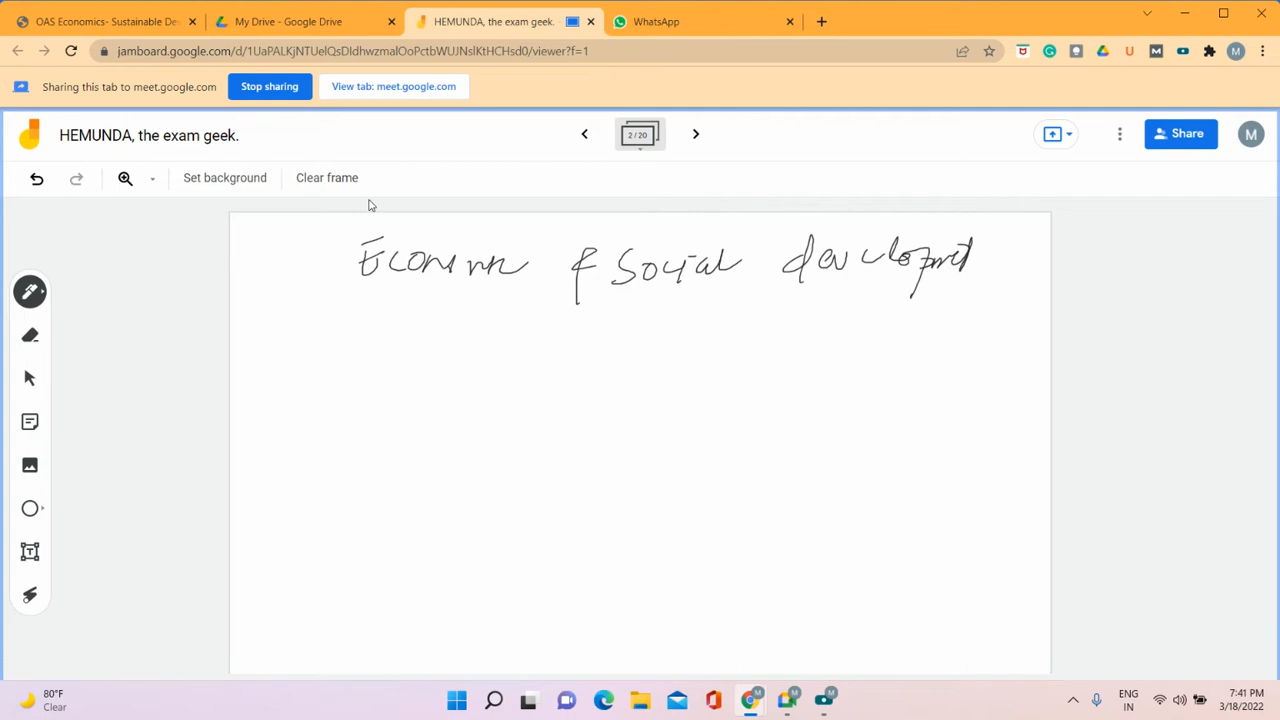 OAS Economics- Sustainable De
My Drive - Google Drive
HEMUNDA, the exam geek.
WhatsApp
jamboard.google.com/d/1UaPALKjNTUelQsDIdhwzmalOoPctbWUJNslKtHCHsd0/viewer?f=1
Sharing this tab to meet.google.com
Stop sharing
View tab: meet.google.com
HEMUNDA, the exam geek.
2 / 20
Share
M
Set background
Clear frame
Economic & Social development
80°F
Clear
ENG
IN
7:41 PM
3/18/2022